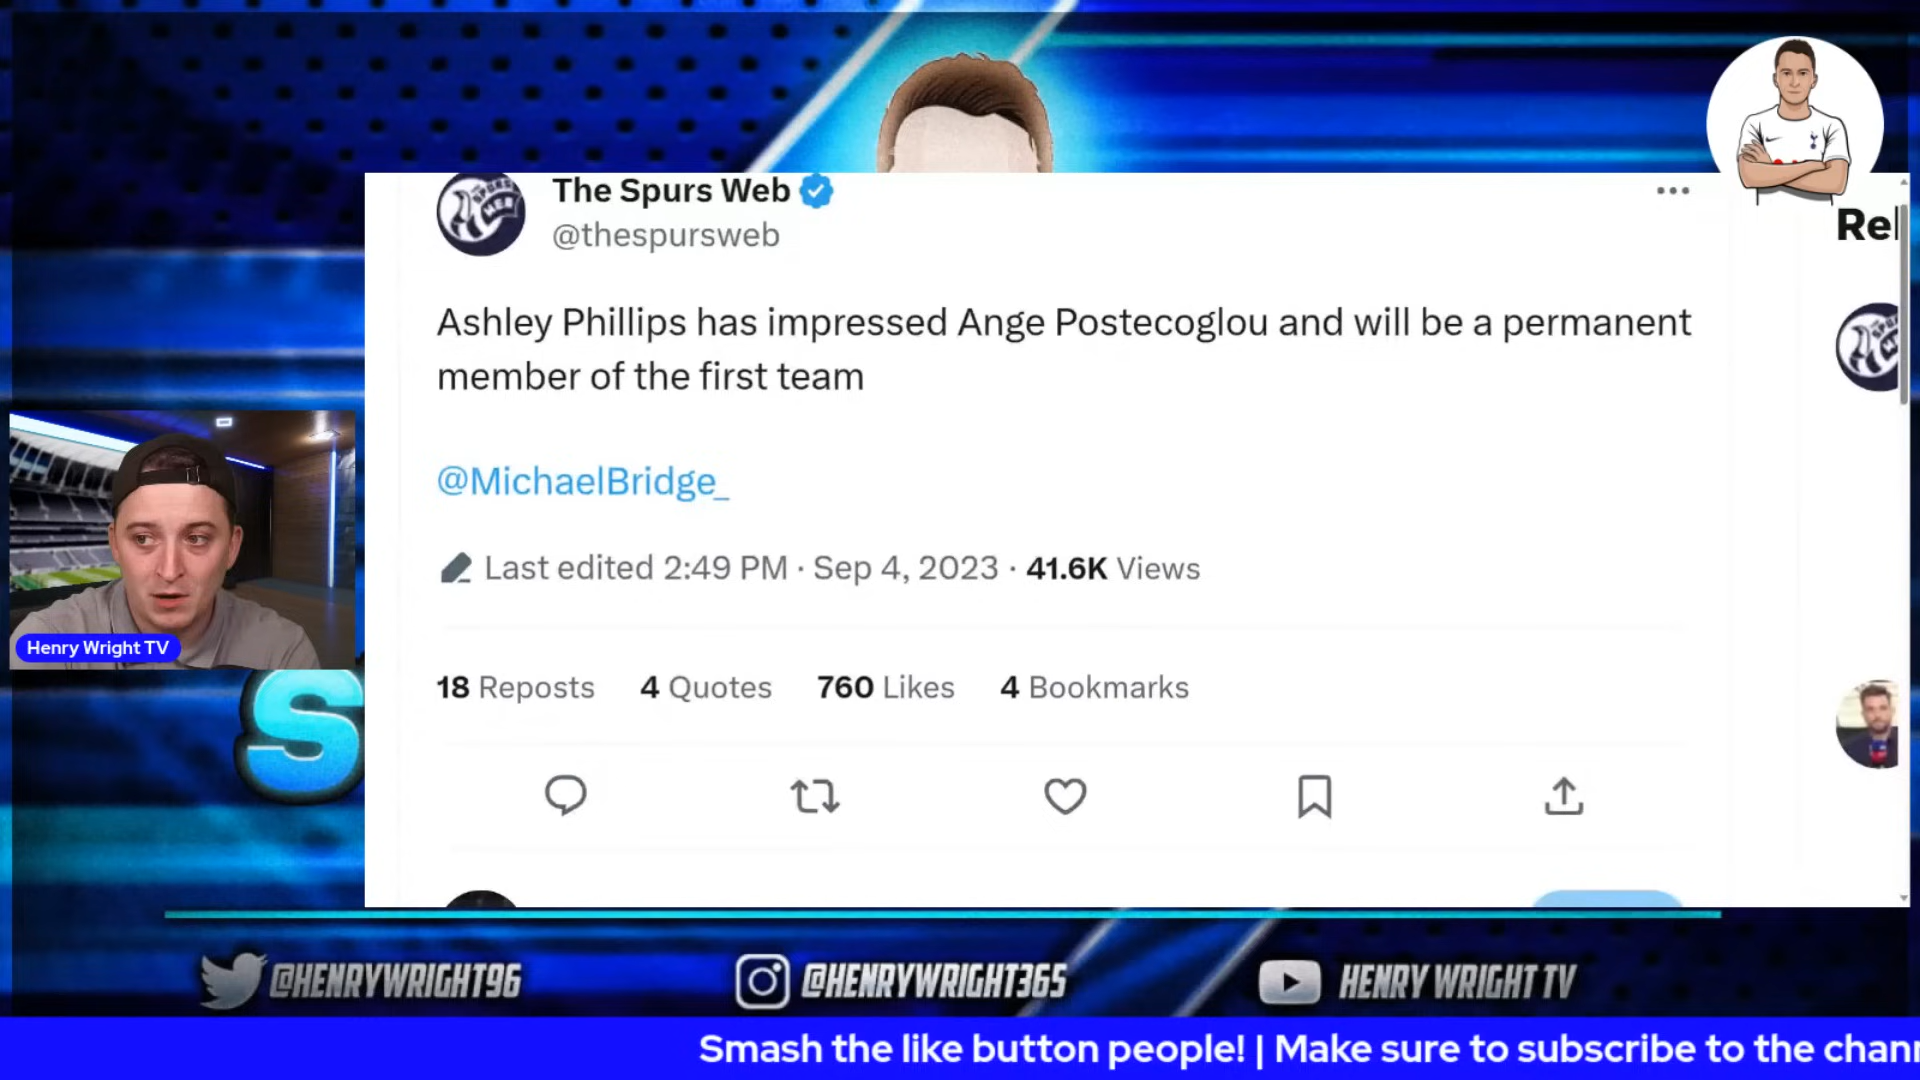 The Spurs Web
@thespursweb
Ashley Phillips has impressed Ange Postecoglou and will be a permanent
member of the first team
@MichaelBridge_
Last edited 2:49 PM · Sep 4, 2023 · 41.6K Views
18 Reposts 4 Quotes 760 Likes 4 Bookmarks
Henry Wright TV
S
@HENRYWRIGHT96 @HENRYWRIGHT365 HENRY WRIGHT TV
Smash the like button people! | Make sure to subscribe to the